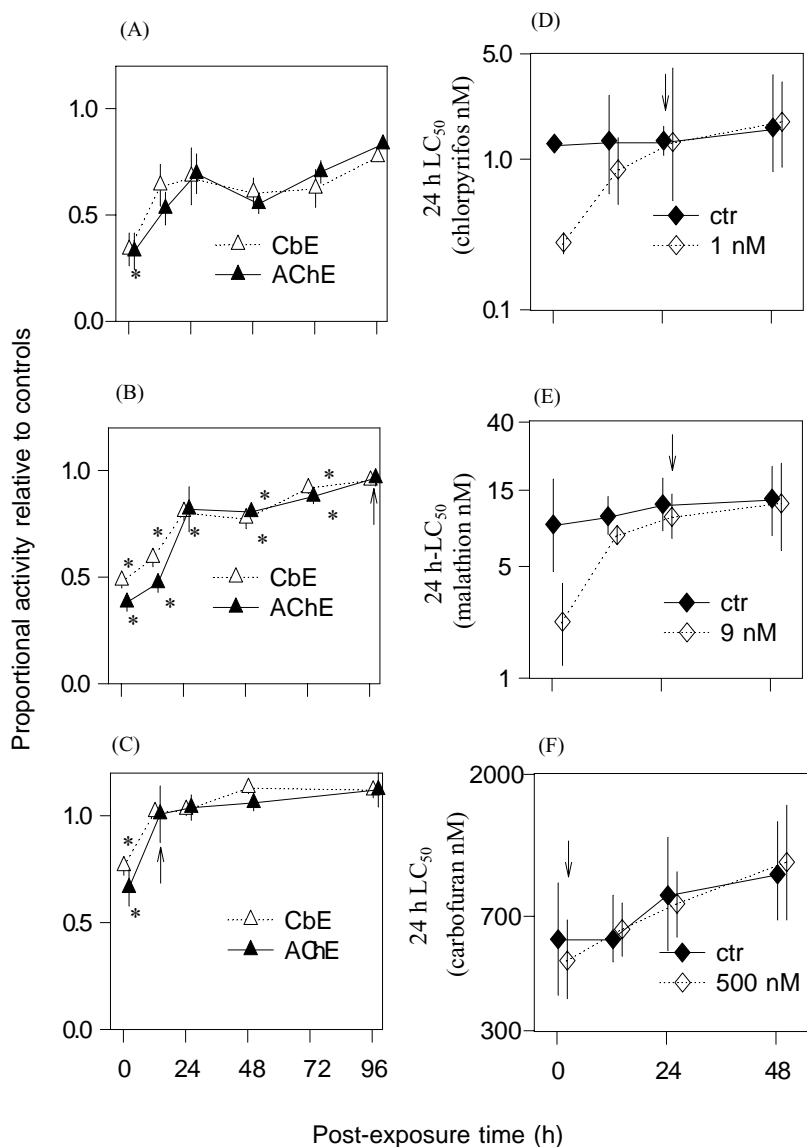 (A)
1.0
0.5
0.0
CbE
AChE
*
(B)
1.0
0.5
0.0
CbE
AChE
* * * * * * * * * *
(C)
1.0
0.5
0.0
CbE
AChE
* *
0 24 48 72 96
Proportional activity relative to controls
(D)
5.0
1.0
0.1
24 h LC50
(chlorpyrifos nM)
ctr
1 nM
(E)
40
15
5
1
24 h-LC50
(malathion nM)
ctr
9 nM
(F)
2000
700
300
24 h LC50
(carbofuran nM)
ctr
500 nM
0 24 48
Post-exposure time (h)